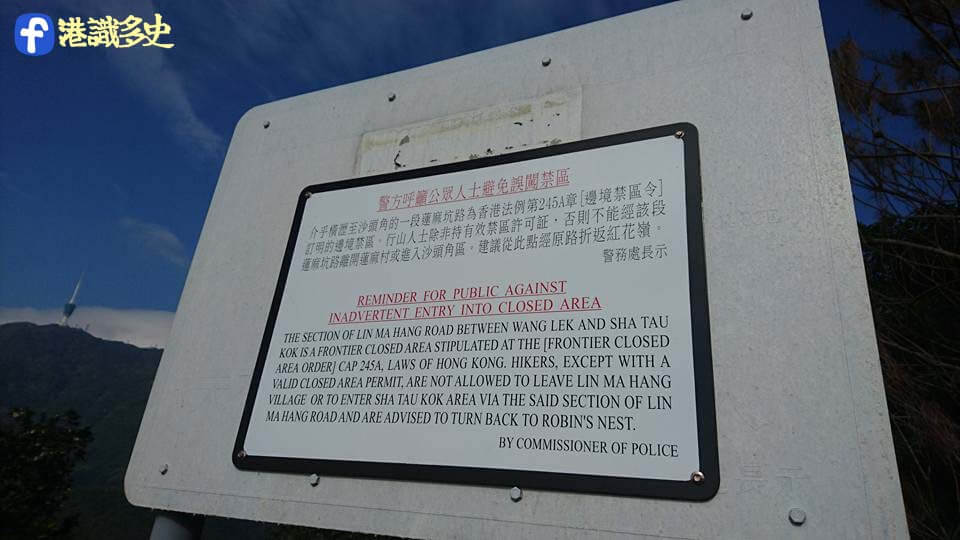 港識多史
警方呼籲公眾人士避免誤闖禁區
介乎橫瀝至沙頭角的一段蓮麻坑路為香港法例第245A章[邊境禁區令]
訂明的邊境禁區。行山人士除非持有效禁區許可証，否則不能經該段
蓮麻坑路離開蓮麻村或進入沙頭角區。建議從此點經原路折返紅花嶺。
警務處長示
REMINDER FOR PUBLIC AGAINST
INADVERTENT ENTRY INTO CLOSED AREA
THE SECTION OF LIN MA HANG ROAD BETWEEN WANG LEK AND SHA TAU
KOK IS A FRONTIER CLOSED AREA STIPULATED AT THE [FRONTIER CLOSED
AREA ORDER] CAP 245A, LAWS OF HONG KONG. HIKERS, EXCEPT WITH A
VALID CLOSED AREA PERMIT, ARE NOT ALLOWED TO LEAVE LIN MA HANG
VILLAGE OR TO ENTER SHA TAU KOK AREA VIA THE SAID SECTION OF LIN
MA HANG ROAD AND ARE ADVISED TO TURN BACK TO ROBIN'S NEST.
BY COMMISSIONER OF POLICE